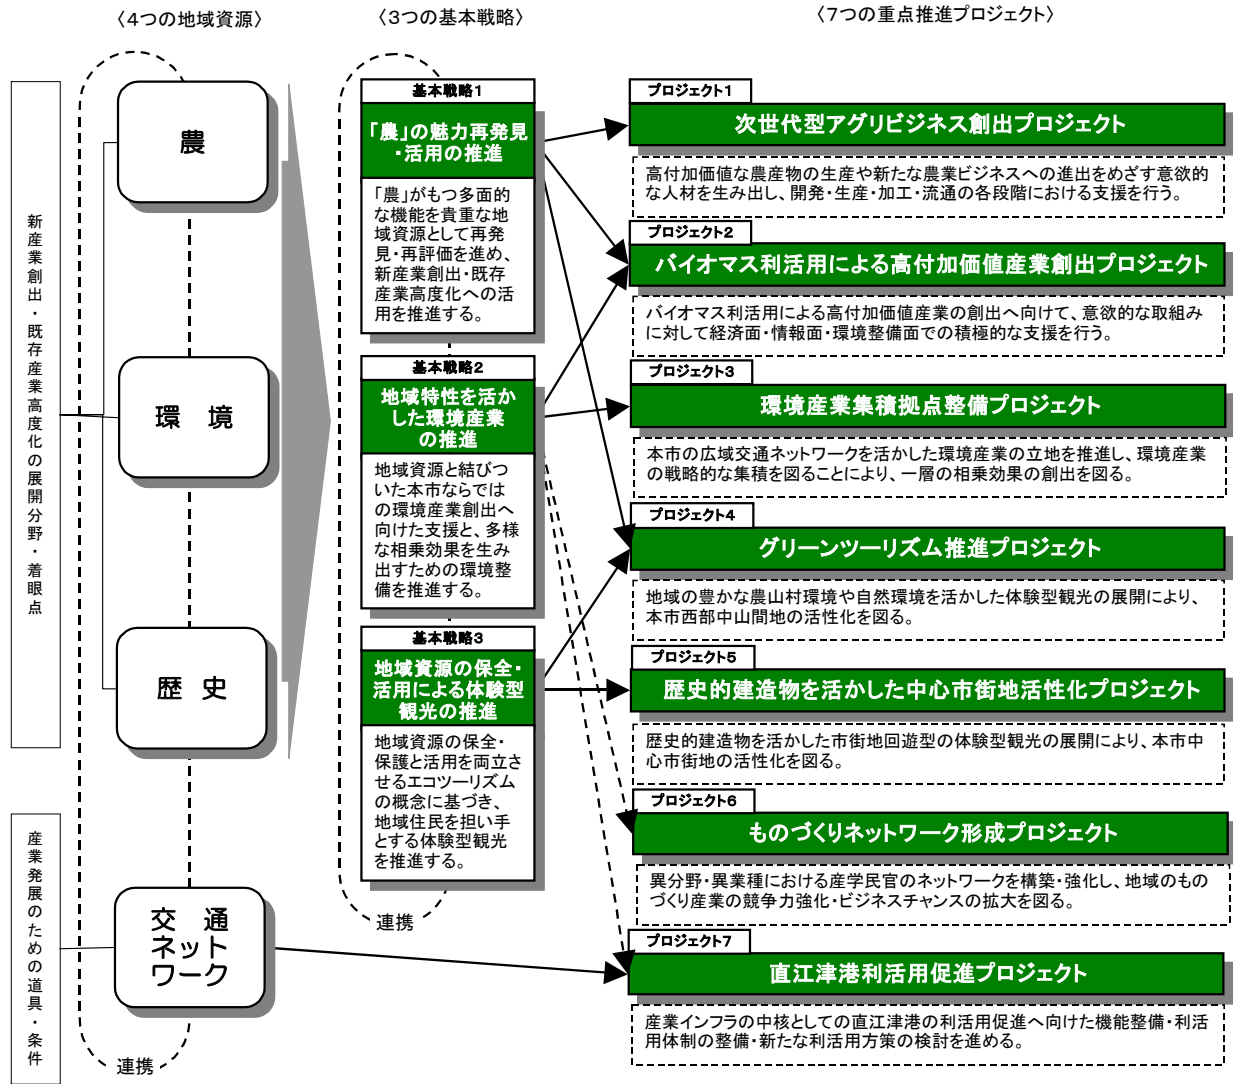 〈4つの地域資源〉
新産業創出・既存産業高度化の展開分野・着眼点
農
環　境
歴　史
産業発展のための道具・条件
交　通
ネット
ワーク
連携
〈3つの基本戦略〉
基本戦略1
「農」の魅力再発見
・活用の推進
「農」がもつ多面的
な機能を貴重な地
域資源として再発
見・再評価を進め、
新産業創出・既存
産業高度化への活
用を推進する。
基本戦略2
地域特性を活か
した環境産業
の推進
地域資源と結びつ
いた本市ならでは
の環境産業創出へ
向けた支援と、多様
な相乗効果を生み
出すための環境整
備を推進する。
基本戦略3
地域資源の保全・
活用による体験型
観光の推進
地域資源の保全・
保護と活用を両立さ
せるエコツーリズム
の概念に基づき、
地域住民を担い手
とする体験型観光
を推進する。
連携
〈7つの重点推進プロジェクト〉
プロジェクト1
次世代型アグリビジネス創出プロジェクト
高付加価値な農産物の生産や新たな農業ビジネスへの進出をめざす意欲的
な人材を生み出し、開発・生産・加工・流通の各段階における支援を行う。
プロジェクト2
バイオマス利活用による高付加価値産業創出プロジェクト
バイオマス利活用による高付加価値産業の創出へ向けて、意欲的な取組み
に対して経済面・情報面・環境整備面での積極的な支援を行う。
プロジェクト3
環境産業集積拠点整備プロジェクト
本市の広域交通ネットワークを活かした環境産業の立地を推進し、環境産業
の戦略的な集積を図ることにより、一層の相乗効果の創出を図る。
プロジェクト4
グリーンツーリズム推進プロジェクト
地域の豊かな農山村環境や自然環境を活かした体験型観光の展開により、
本市西部中山間地の活性化を図る。
プロジェクト5
歴史的建造物を活かした中心市街地活性化プロジェクト
歴史的建造物を活かした市街地回遊型の体験型観光の展開により、本市中
心市街地の活性化を図る。
プロジェクト6
ものづくりネットワーク形成プロジェクト
異分野・異業種における産学民官のネットワークを構築・強化し、地域のもの
づくり産業の競争力強化・ビジネスチャンスの拡大を図る。
プロジェクト7
直江津港利活用促進プロジェクト
産業インフラの中核としての直江津港の利活用促進へ向けた機能整備・利活
用体制の整備・新たな利活用方策の検討を進める。